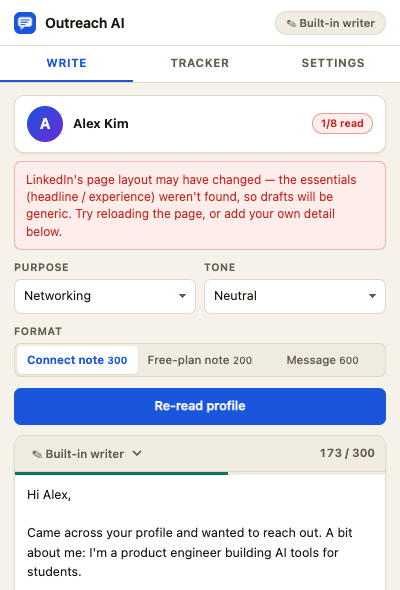 Outreach AI
✎ Built-in writer
WRITE
TRACKER
SETTINGS
A
Alex Kim
1/8 read
LinkedIn's page layout may have changed — the essentials
(headline / experience) weren't found, so drafts will be
generic. Try reloading the page, or add your own detail
below.
PURPOSE
TONE
Networking
Neutral
FORMAT
Connect note 300
Free-plan note 200
Message 600
Re-read profile
✎ Built-in writer
173 / 300
Hi Alex,
Came across your profile and wanted to reach out. A bit
about me: I'm a product engineer building AI tools for
students.